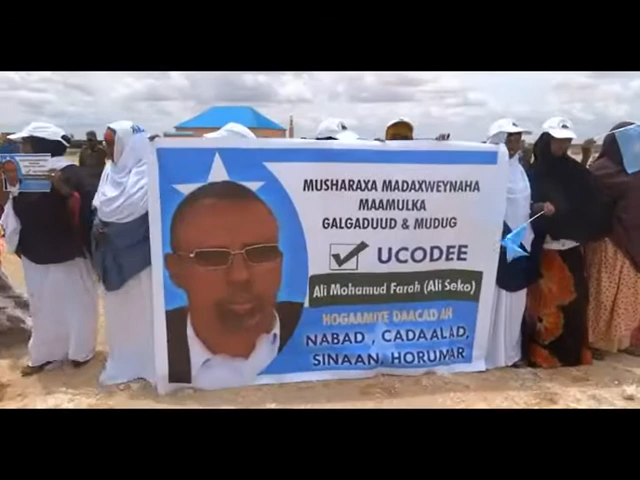 MUSHARAXA MADAXWEYNAHA
MAAMULKA
GALGADUUD & MUDUG
UCODEE
Ali Mohamud Farah (Ali Seko)
HOGAAMIYE DAACAD AH
NABAD, CADAALAD,
SINAAN, HORUMAR